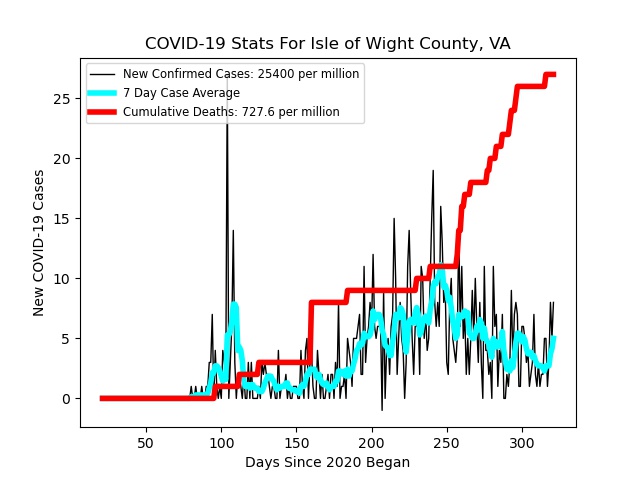 COVID-19 Stats For Isle of Wight County, VA
New Confirmed Cases: 25400 per million
7 Day Case Average
Cumulative Deaths: 727.6 per million
New COVID-19 Cases
25
20
15
10
5
0
50 100 150 200 250 300
Days Since 2020 Began